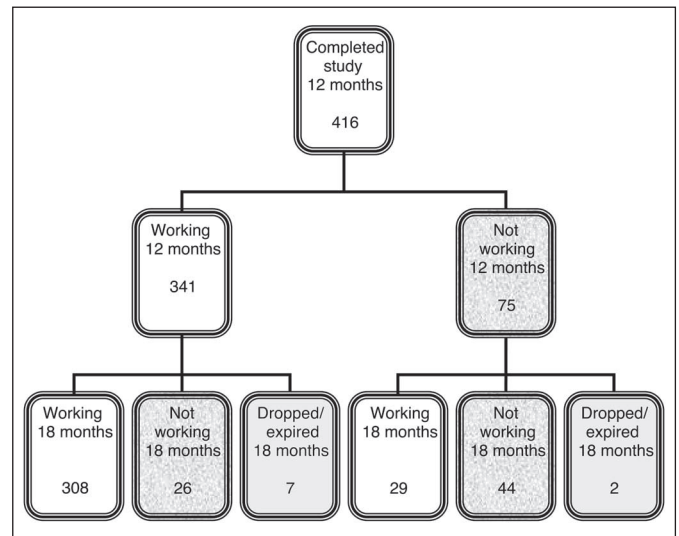 Completed
study
12 months
416
Working
12 months
341
Not
working
12 months
75
Working
18 months
308
Not
working
18 months
26
Dropped/
expired
18 months
7
Working
18 months
29
Not
working
18 months
44
Dropped/
expired
18 months
2